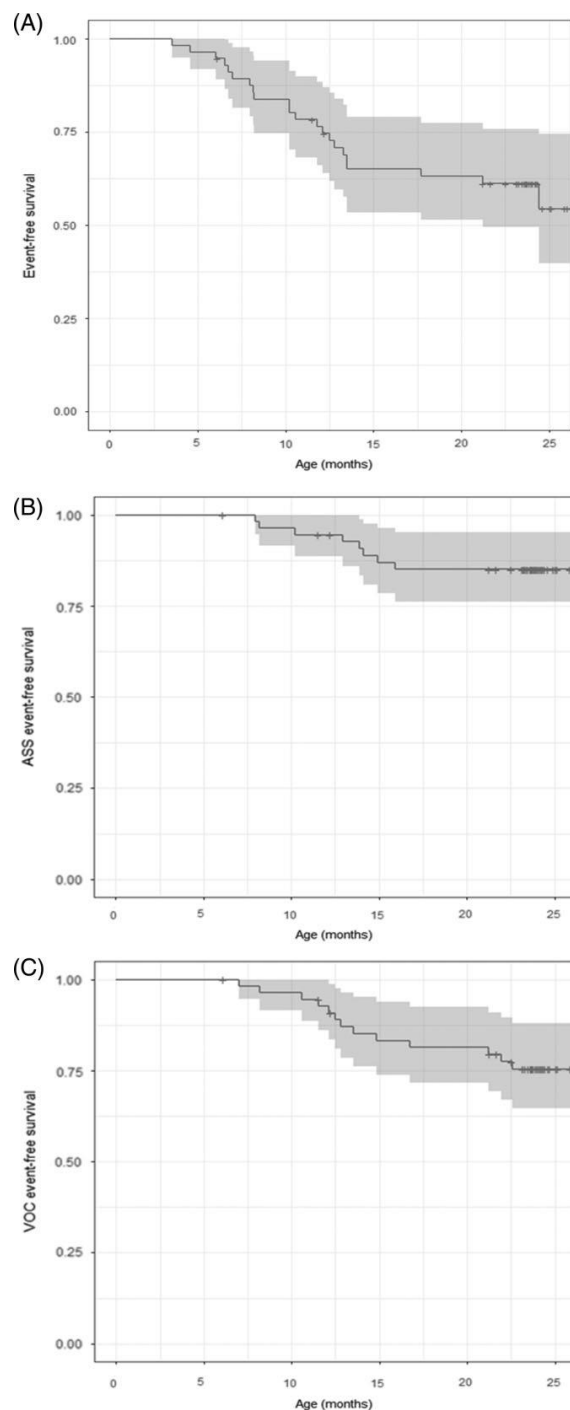 (A)
1.00
0.75
0.50
0.25
0.00
Event-free survival
0 5 10 15 20 25
Age (months)
(B)
1.00
0.75
0.50
0.25
0.00
ASS event-free survival
0 5 10 15 20 25
Age (months)
(C)
1.00
0.75
0.50
0.25
0.00
VOC event-free survival
0 5 10 15 20 25
Age (months)